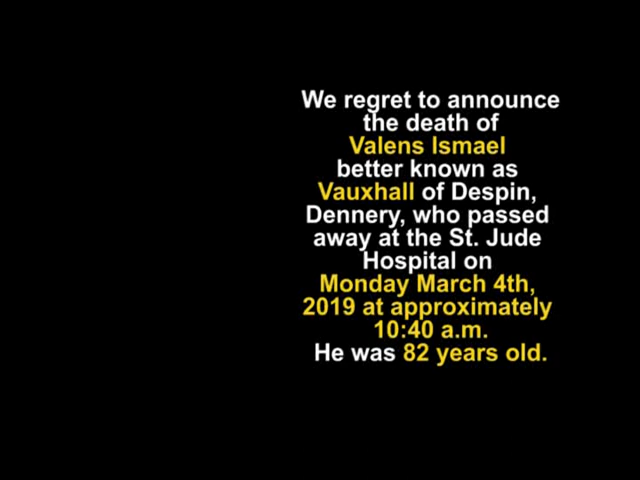 We regret to announce
the death of
Valens Ismael
better known as
Vauxhall of Despin,
Dennery, who passed
away at the St. Jude
Hospital on
Monday March 4th,
2019 at approximately
10:40 a.m.
He was 82 years old.